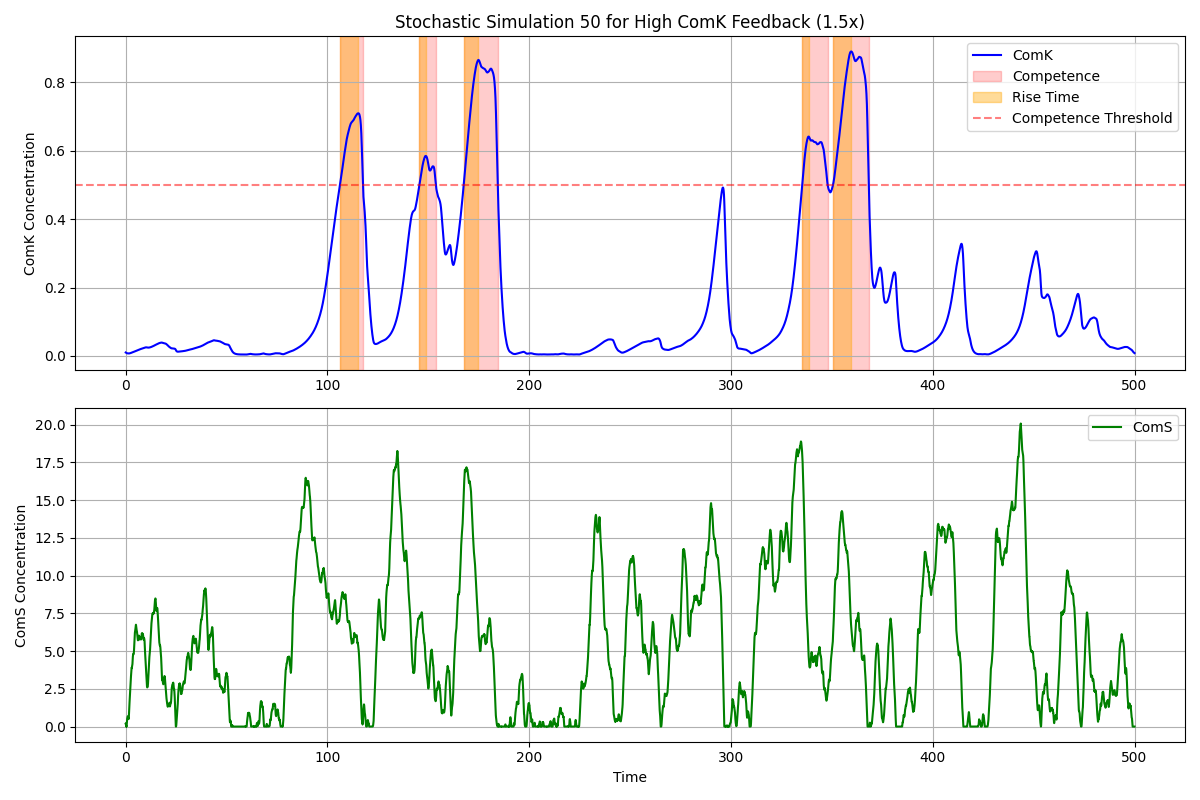 Stochastic Simulation 50 for High ComK Feedback (1.5x)
ComK Concentration
0.8
0.6
0.4
0.2
0.0
ComK
Competence
Rise Time
Competence Threshold
0 100 200 300 400 500
ComS Concentration
20.0
17.5
15.0
12.5
10.0
7.5
5.0
2.5
0.0
ComS
0 100 200 300 400 500
Time